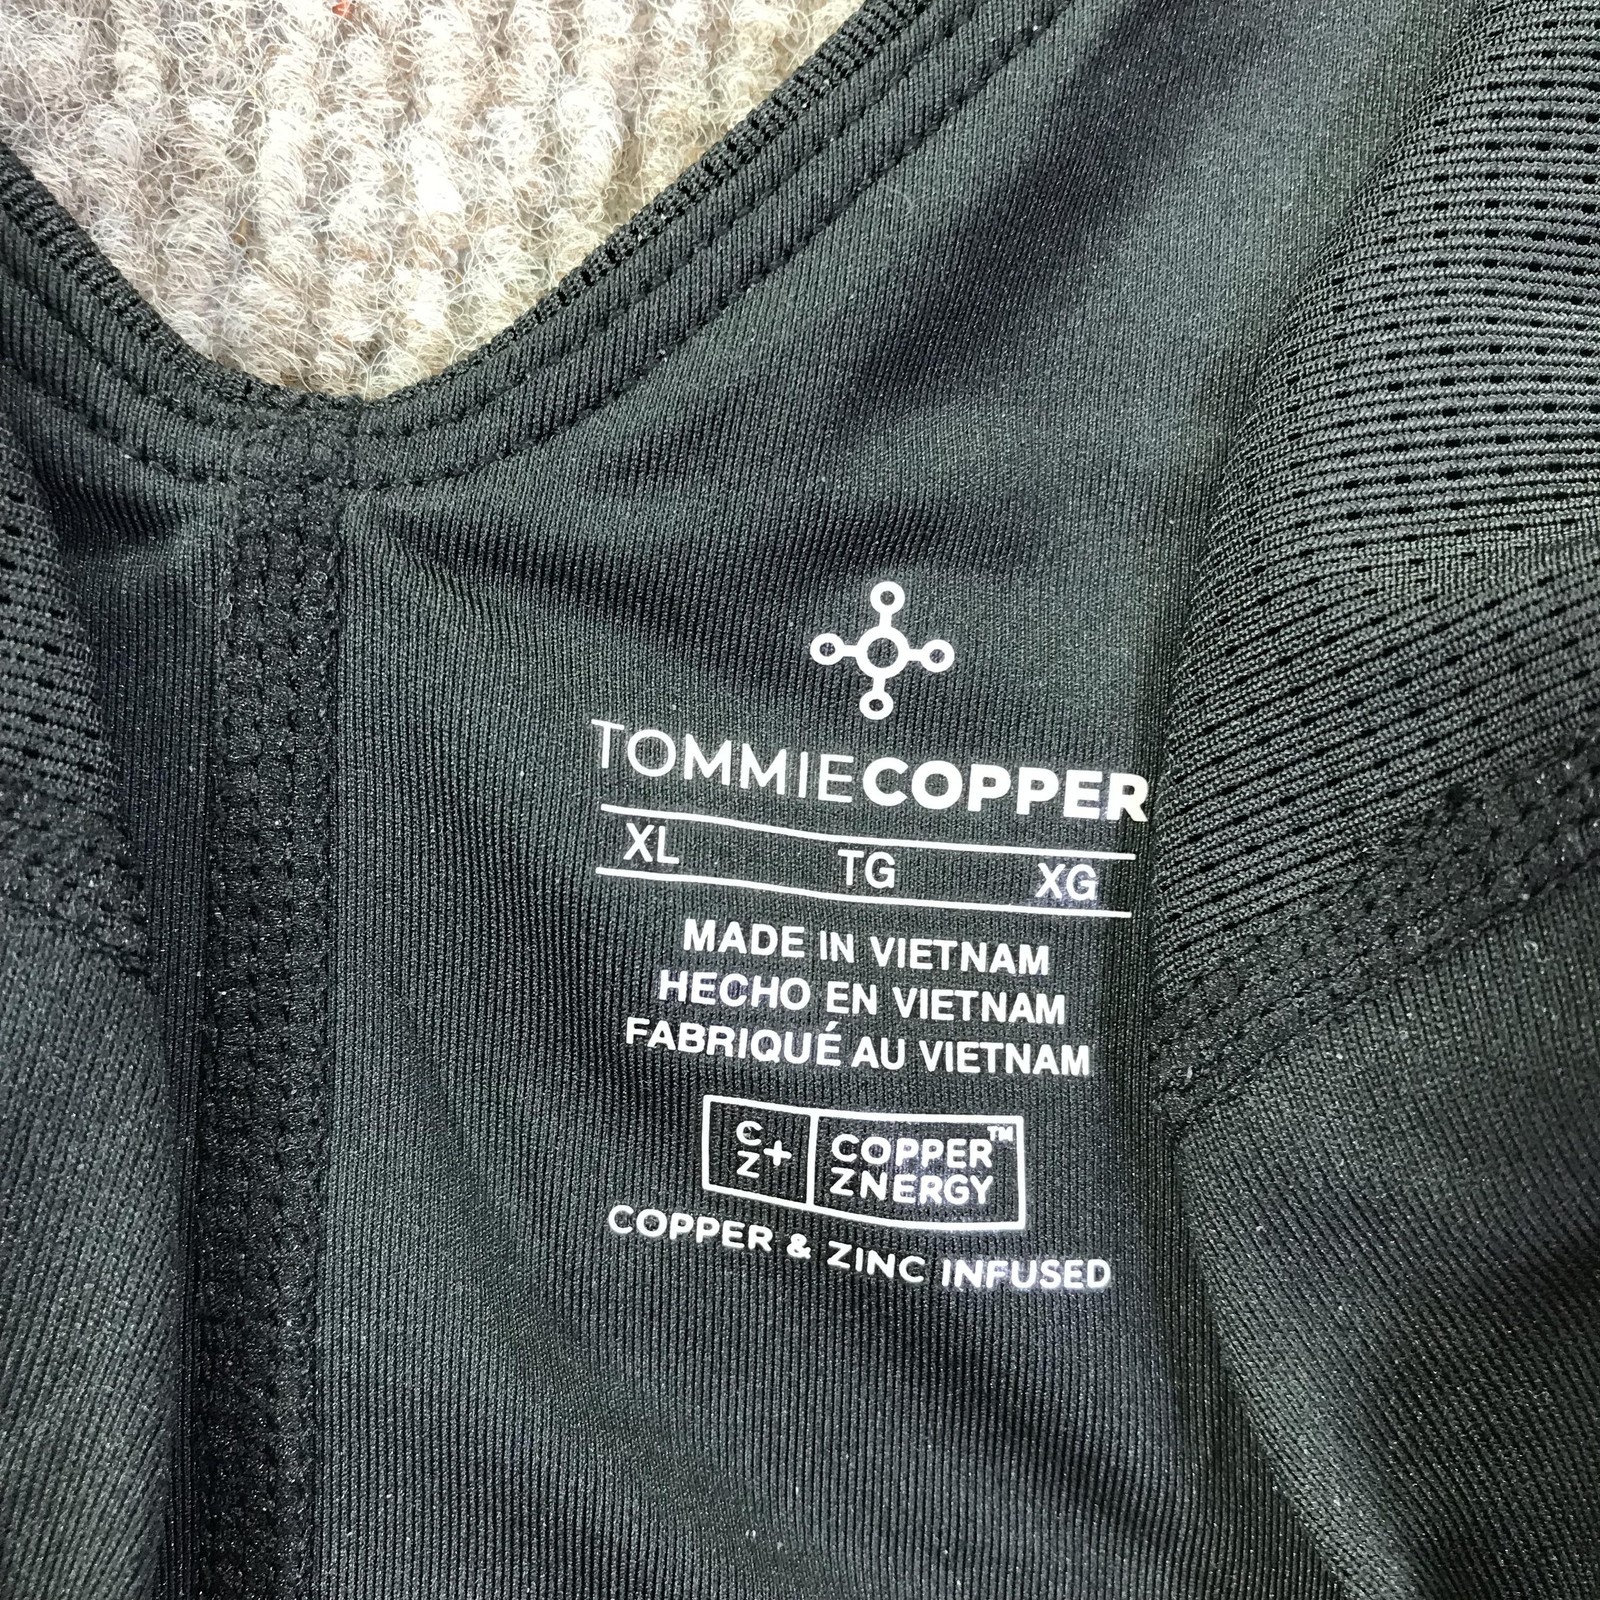 TOMMIECOPPER
XL TG XG
MADE IN VIETNAM
HECHO EN VIETNAM
FABRIQUÉ AU VIETNAM
C
Z+
COPPER™
ZNERGY
COPPER & ZINC INFUSED